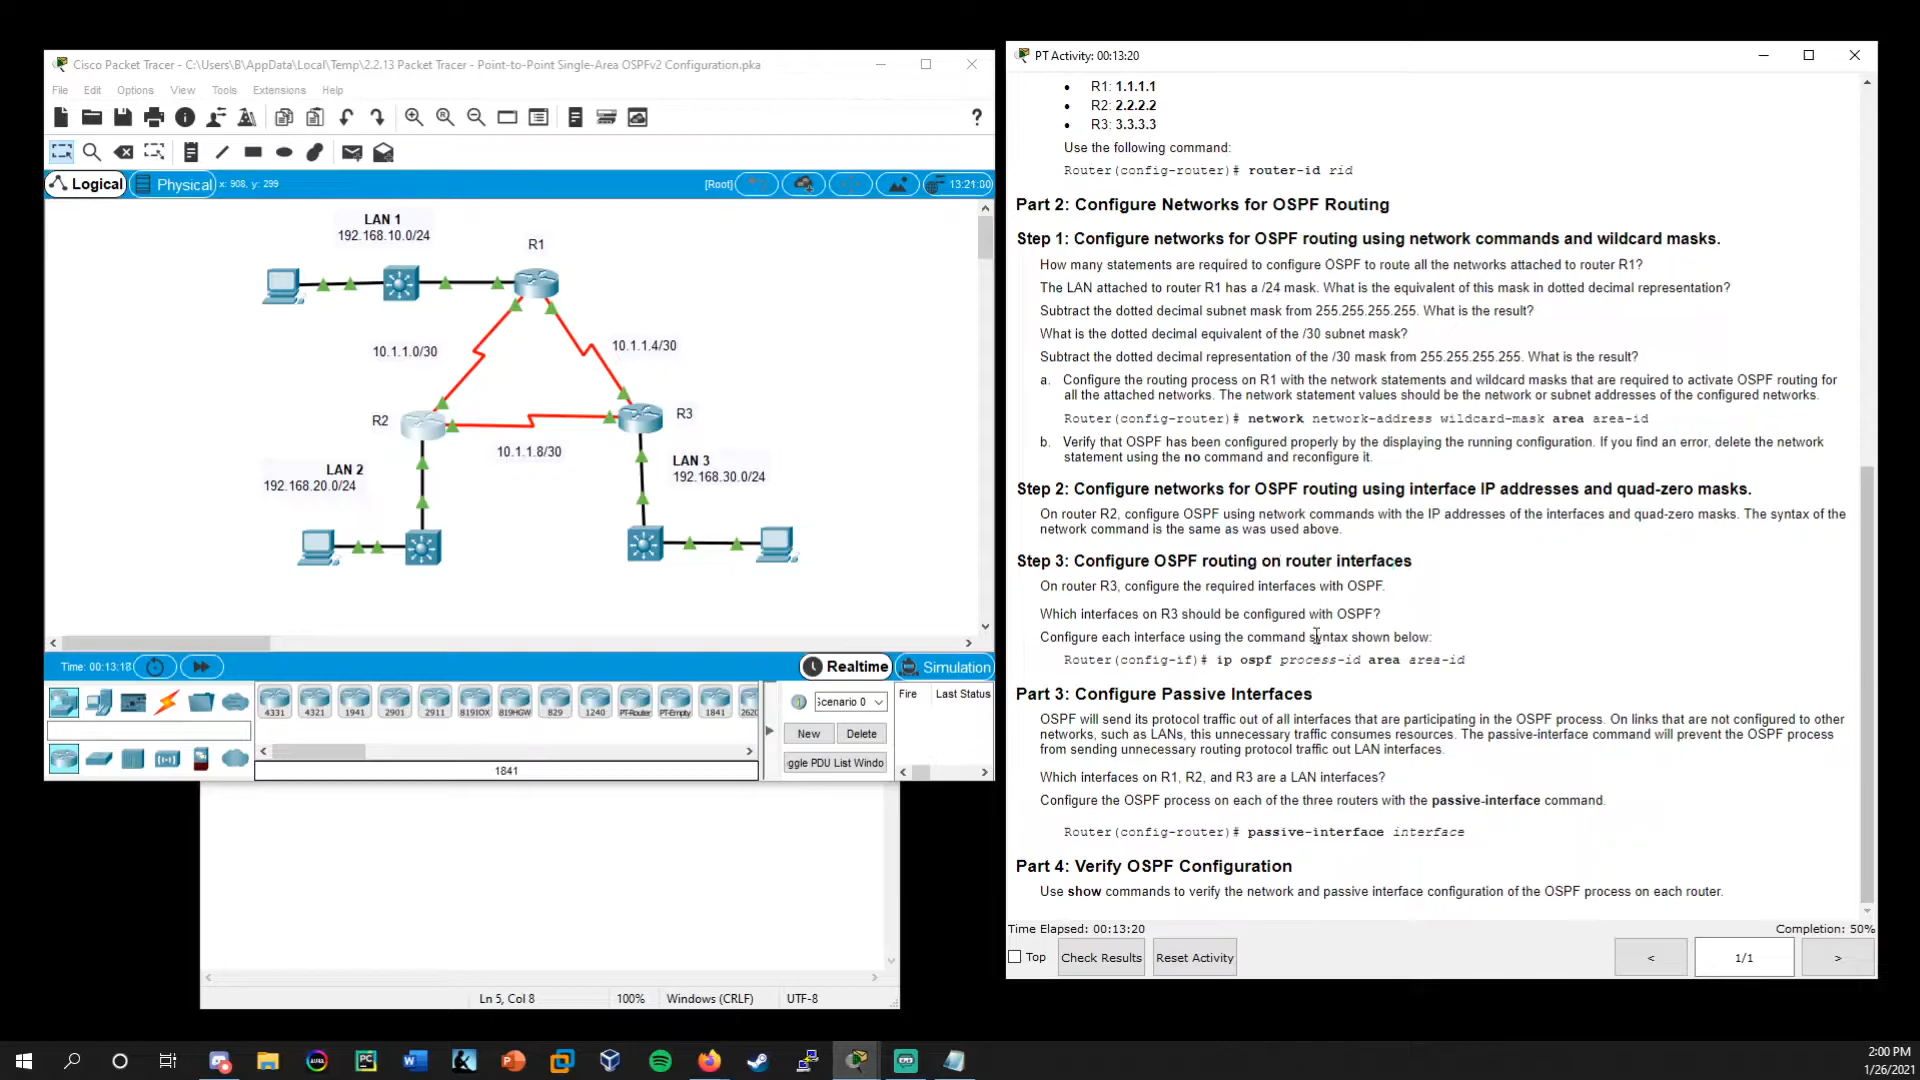 Cisco Packet Tracer - C:\Users\B\AppData\Local\Temp\2.2.13 Packet Tracer - Point-to-Point Single-Area OSPFv2 Configuration.pka
File Edit Options View Tools Extensions Help
?
Logical
Physical
x: 908, y: 299
[Root]
13:21:00
LAN 1
192.168.10.0/24
R1
10.1.1.0/30
10.1.1.4/30
R2
R3
10.1.1.8/30
LAN 2
192.168.20.0/24
LAN 3
192.168.30.0/24
Time: 00:13:18
Realtime
Simulation
4331 4321 1941 2901 2911 819IOX 819HGW 829 1240 PT-Router PT-Empty 1841 2620
1841
Scenario 0
New
Delete
Fire
Last Status
Ln 5, Col 8
100%
Windows (CRLF)
UTF-8
PT Activity: 00:13:20
• R1: 1.1.1.1
• R2: 2.2.2.2
• R3: 3.3.3.3
Use the following command:
Router(config-router)# router-id rid
Part 2: Configure Networks for OSPF Routing
Step 1: Configure networks for OSPF routing using network commands and wildcard masks.
How many statements are required to configure OSPF to route all the networks attached to router R1?
The LAN attached to router R1 has a /24 mask. What is the equivalent of this mask in dotted decimal representation?
Subtract the dotted decimal subnet mask from 255.255.255.255. What is the result?
What is the dotted decimal equivalent of the /30 subnet mask?
Subtract the dotted decimal representation of the /30 mask from 255.255.255.255. What is the result?
a. Configure the routing process on R1 with the network statements and wildcard masks that are required to activate OSPF routing for
all the attached networks. The network statement values should be the network or subnet addresses of the configured networks.
Router(config-router)# network network-address wildcard-mask area area-id
b. Verify that OSPF has been configured properly by the displaying the running configuration. If you find an error, delete the network
statement using the no command and reconfigure it.
Step 2: Configure networks for OSPF routing using interface IP addresses and quad-zero masks.
On router R2, configure OSPF using network commands with the IP addresses of the interfaces and quad-zero masks. The syntax of the
network command is the same as was used above.
Step 3: Configure OSPF routing on router interfaces
On router R3, configure the required interfaces with OSPF.
Which interfaces on R3 should be configured with OSPF?
Configure each interface using the command syntax shown below:
Router(config-if)# ip ospf process-id area area-id
Part 3: Configure Passive Interfaces
OSPF will send its protocol traffic out of all interfaces that are participating in the OSPF process. On links that are not configured to other
networks, such as LANs, this unnecessary traffic consumes resources. The passive-interface command will prevent the OSPF process
from sending unnecessary routing protocol traffic out LAN interfaces.
Which interfaces on R1, R2, and R3 are a LAN interfaces?
Configure the OSPF process on each of the three routers with the passive-interface command.
Router(config-router)# passive-interface interface
Part 4: Verify OSPF Configuration
Use show commands to verify the network and passive interface configuration of the OSPF process on each router.
Time Elapsed: 00:13:20
Completion: 50%
Top
Check Results
Reset Activity
<
1/1
>
2:00 PM
1/26/2021